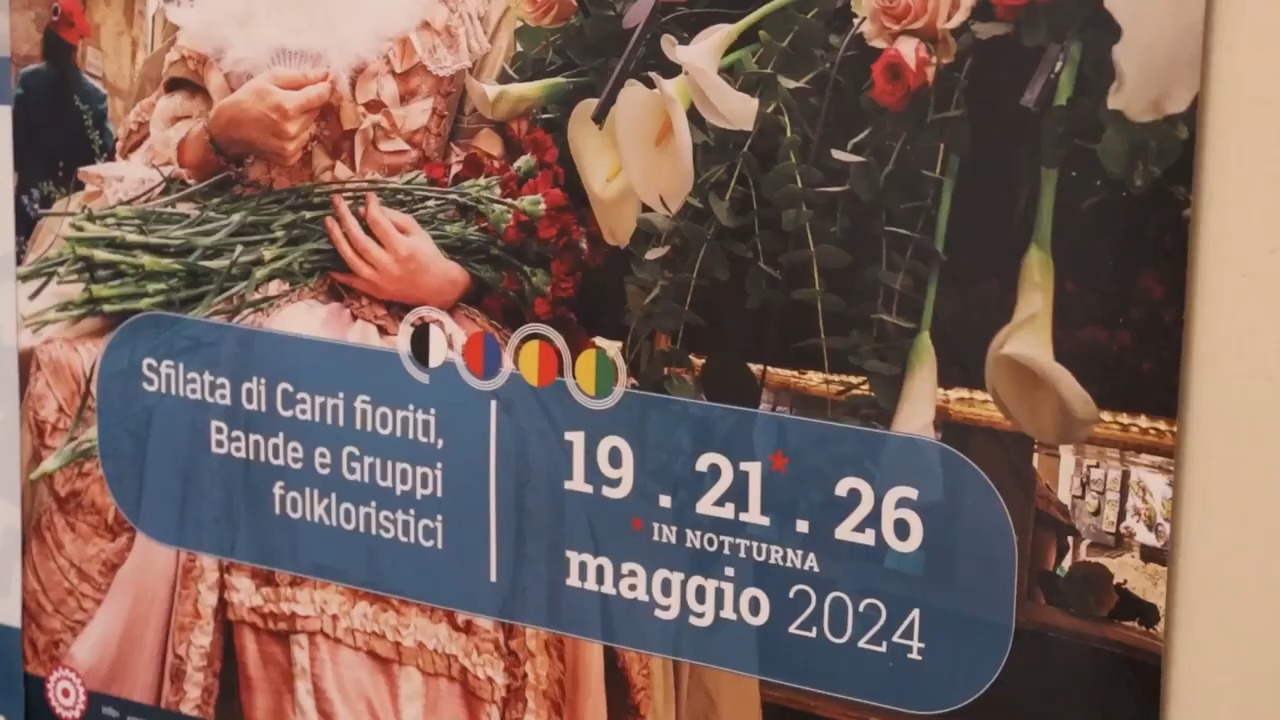 Sfilata di Carri fioriti,
Bande e Gruppi
folkloristici
19 . 21* . 26
* IN NOTTURNA
maggio 2024